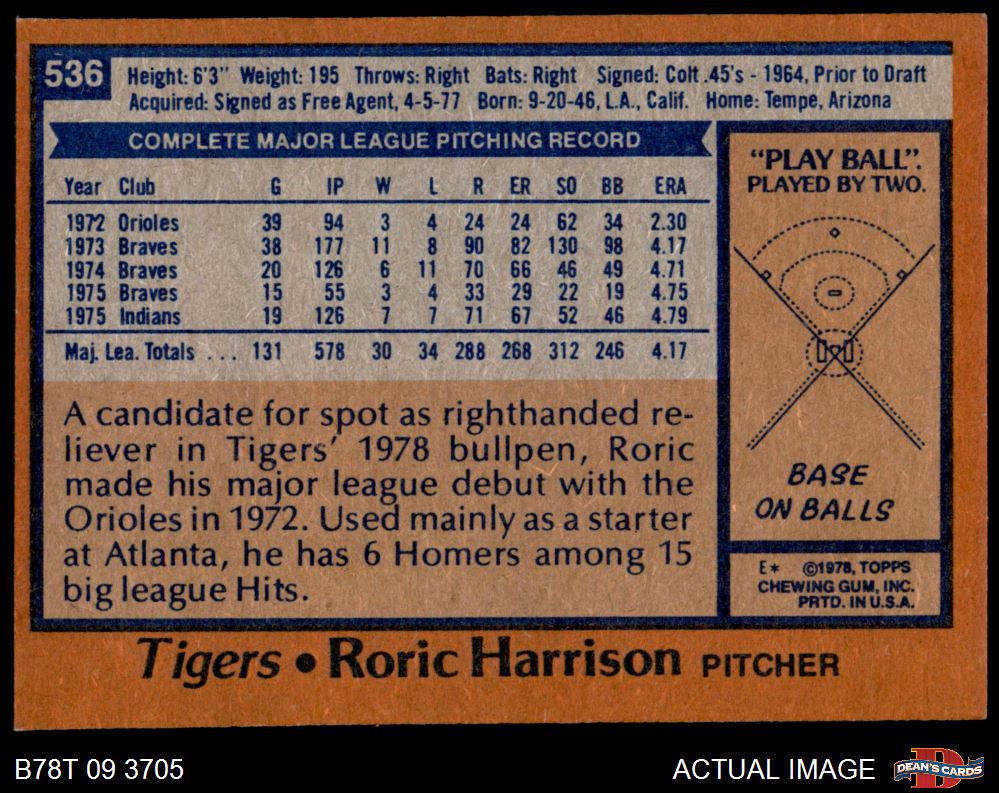 536
Height: 6'3" Weight: 195 Throws: Right Bats: Right Signed: Colt .45's - 1964, Prior to Draft
Acquired: Signed as Free Agent, 4-5-77 Born: 9-20-46, L.A., Calif. Home: Tempe, Arizona
COMPLETE MAJOR LEAGUE PITCHING RECORD
Year Club G IP W L R ER SO BB ERA
1972 Orioles 39 94 3 4 24 24 62 34 2.30
1973 Braves 38 177 11 8 90 82 130 98 4.17
1974 Braves 20 126 6 11 70 66 46 49 4.71
1975 Braves 15 55 3 4 33 29 22 19 4.75
1975 Indians 19 126 7 7 71 67 52 46 4.79
Maj. Lea. Totals ... 131 578 30 34 288 268 312 246 4.17
A candidate for spot as righthanded re-
liever in Tigers' 1978 bullpen, Roric
made his major league debut with the
Orioles in 1972. Used mainly as a starter
at Atlanta, he has 6 Homers among 15
big league Hits.
"PLAY BALL".
PLAYED BY TWO.
BASE
ON BALLS
E* ©1978, TOPPS
CHEWING GUM, INC.
PRTD. IN U.S.A.
Tigers • Roric Harrison PITCHER
B78T 09 3705
ACTUAL IMAGE
DEAN'S CARDS